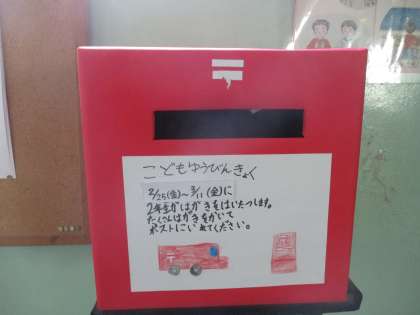 〒
こどもゆうびんきょく
2/25(金)～3/11(金)に
2年生がはがきをはいたつします。
たくさんはがきをかいて
ポストにいれてください。
〒